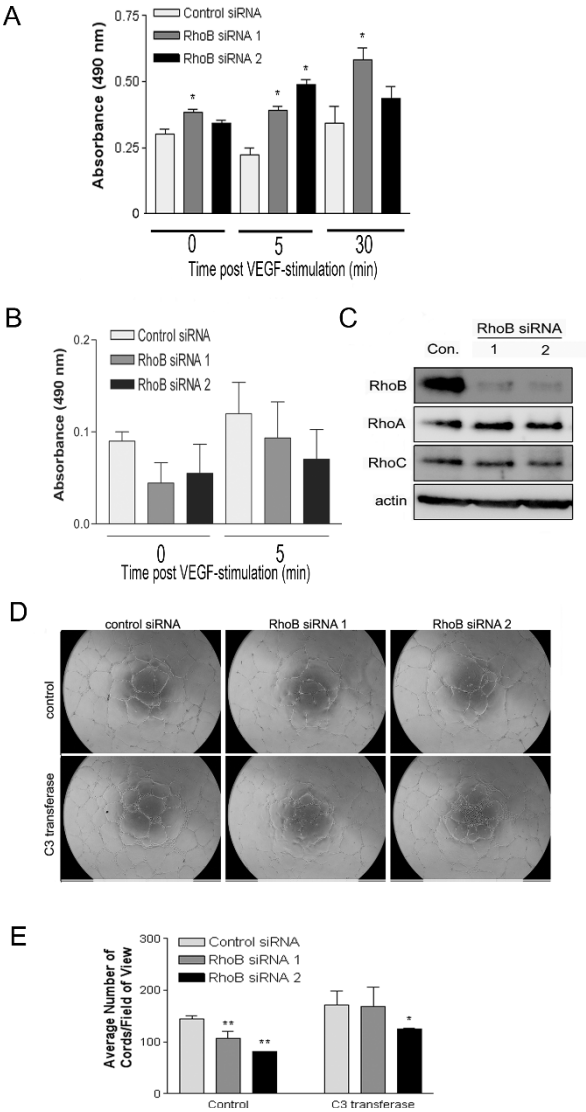 A
Control siRNA
RhoB siRNA 1
RhoB siRNA 2
Absorbance (490 nm)
0.75
0.50
0.25
0
*
*
*
*
0
5
30
Time post VEGF-stimulation (min)
B
Control siRNA
RhoB siRNA 1
RhoB siRNA 2
Absorbance (490 nm)
0.2
0.1
0.0
0
5
Time post VEGF-stimulation (min)
C
RhoB siRNA
Con. 1 2
RhoB
RhoA
RhoC
actin
D
control siRNA RhoB siRNA 1 RhoB siRNA 2
control
C3 transferase
E
Control siRNA
RhoB siRNA 1
RhoB siRNA 2
Average Number of
Cords/Field of View
300
200
100
0
**
**
*
Control
C3 transferase